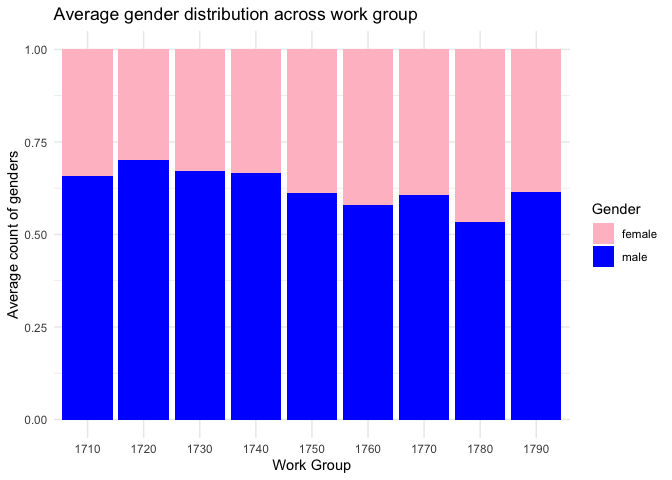 Average gender distribution across work group
Average count of genders
1.00
0.75
0.50
0.25
0.00
1710 1720 1730 1740 1750 1760 1770 1780 1790
Work Group
Gender
female
male